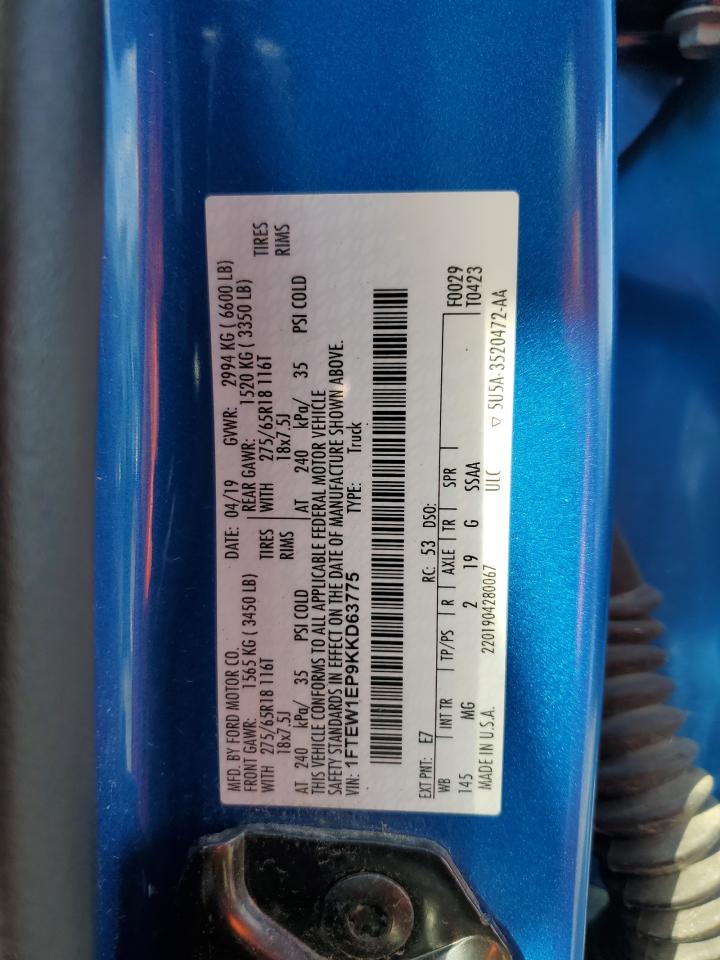 MFD. BY FORD MOTOR CO.
DATE: 04/19 GVWR: 2994 KG ( 6600 LB)
FRONT GAWR: 1565 KG ( 3450 LB) REAR GAWR: 1520 KG ( 3350 LB)
WITH 275/65R18 116T TIRES WITH 275/65R18 116T TIRES
18x7.5J RIMS 18x7.5J RIMS
AT 240 kPa/ 35 PSI COLD AT 240 kPa/ 35 PSI COLD
THIS VEHICLE CONFORMS TO ALL APPLICABLE FEDERAL MOTOR VEHICLE
SAFETY STANDARDS IN EFFECT ON THE DATE OF MANUFACTURE SHOWN ABOVE.
VIN: 1FTEW1EP9KKD63775 TYPE: Truck
EXT PNT: E7 RC: 53 DSO:
WB INT TR TP/PS R AXLE TR SPR F0029
145 MG 2 19 G SSAA T0423
MADE IN U.S.A. 2201904280067 UILC ▽ 5U5A-3520472-AA